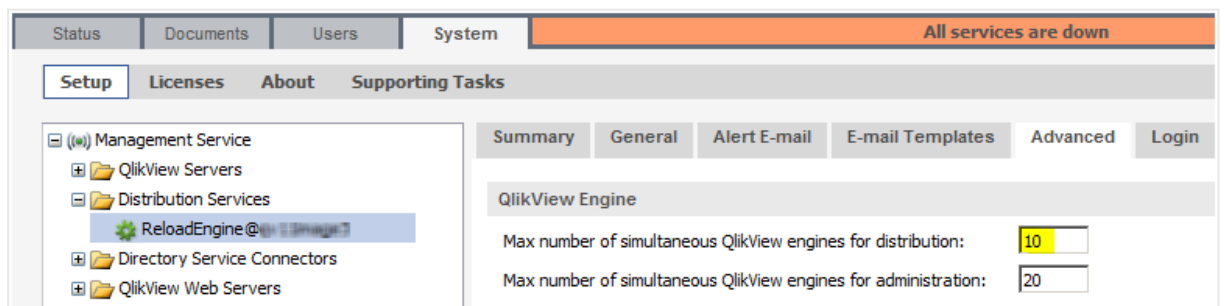 Status Documents Users System All services are down
Setup Licenses About Supporting Tasks
Management Service
QlikView Servers
Distribution Services
ReloadEngine@
Directory Service Connectors
QlikView Web Servers
Summary General Alert E-mail E-mail Templates Advanced Login
QlikView Engine
Max number of simultaneous QlikView engines for distribution: 10
Max number of simultaneous QlikView engines for administration: 20